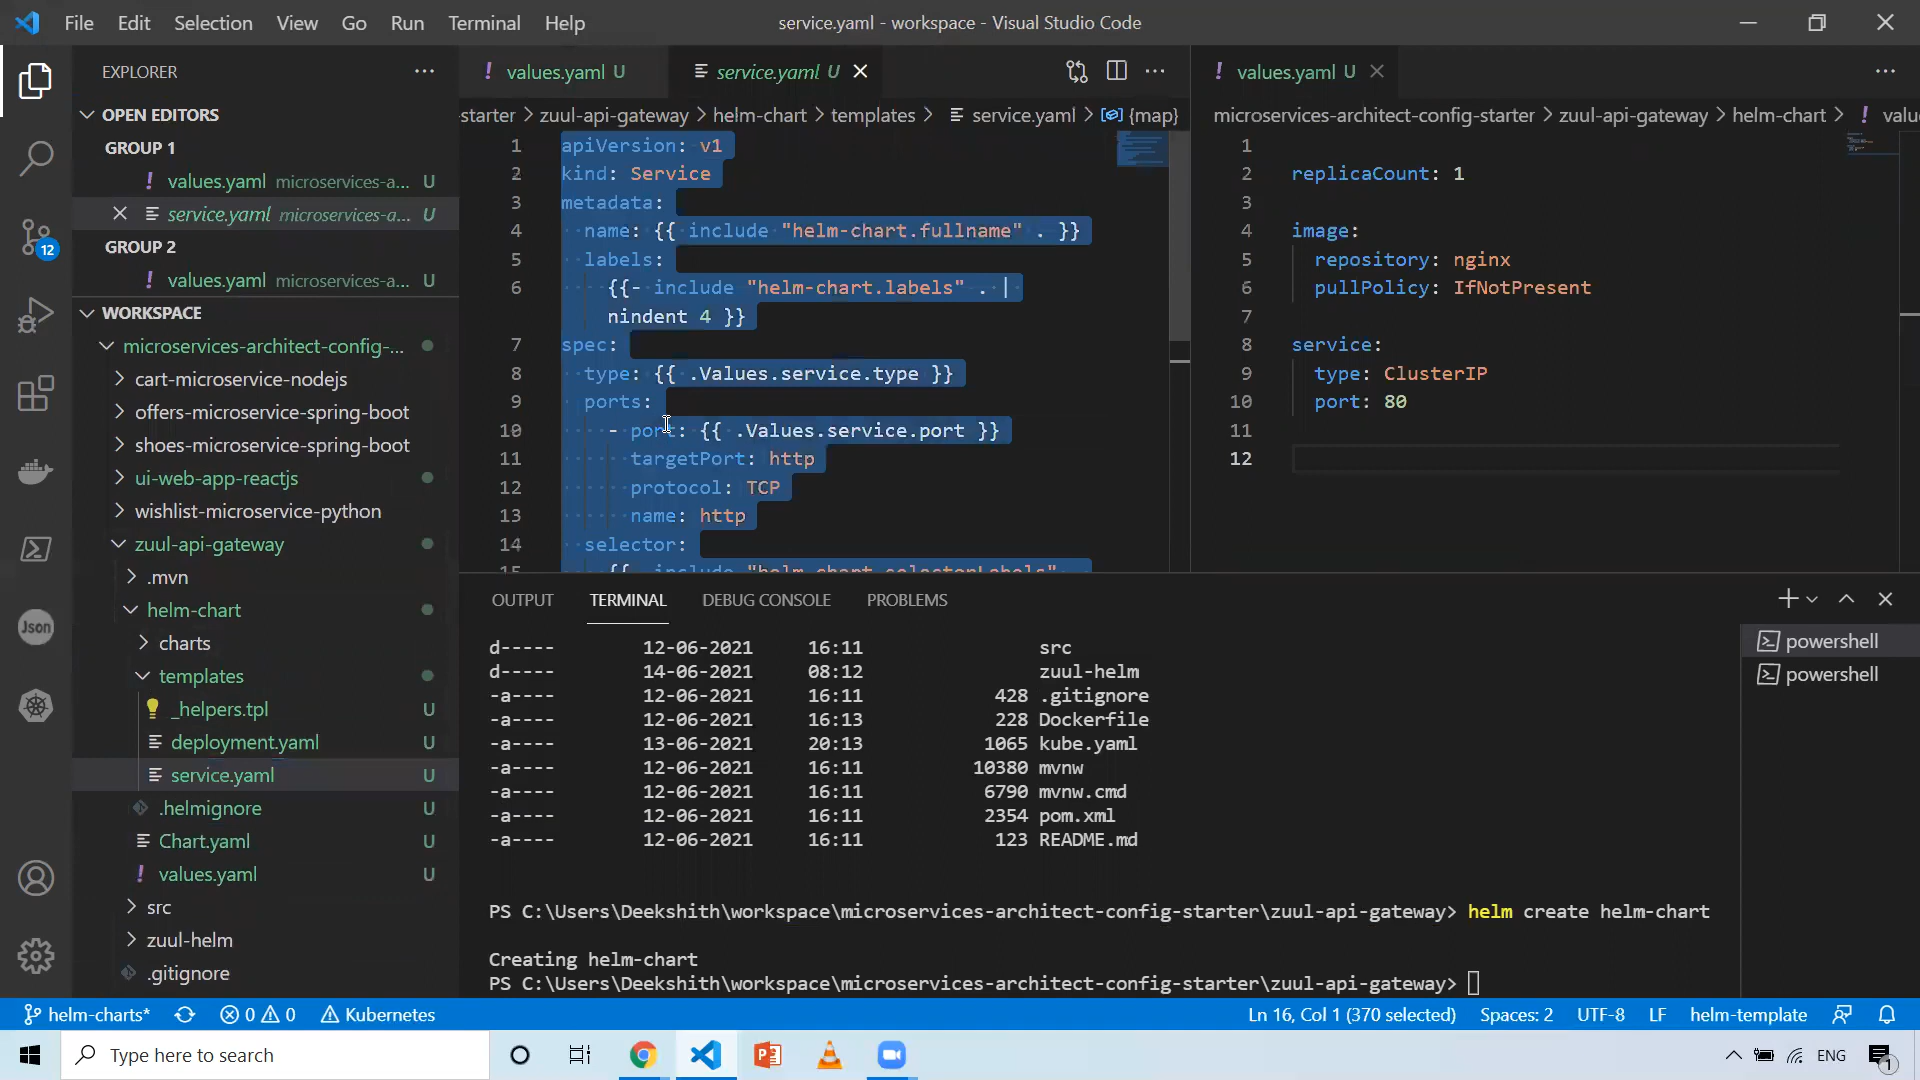 File Edit Selection View Go Run Terminal Help
service.yaml - workspace - Visual Studio Code
EXPLORER
OPEN EDITORS
GROUP 1
! values.yaml microservices-a... U
service.yaml microservices-a... U
GROUP 2
! values.yaml microservices-a... U
WORKSPACE
microservices-architect-config-...
cart-microservice-nodejs
offers-microservice-spring-boot
shoes-microservice-spring-boot
ui-web-app-reactjs
wishlist-microservice-python
zuul-api-gateway
.mvn
helm-chart
charts
templates
_helpers.tpl U
deployment.yaml U
service.yaml U
.helmignore U
Chart.yaml U
! values.yaml U
src
zuul-helm
.gitignore
12
Json
! values.yaml U
service.yaml U
-starter > zuul-api-gateway > helm-chart > templates > service.yaml > {map}
1 apiVersion: v1
2 kind: Service
3 metadata:
4 name: {{ include "helm-chart.fullname" . }}
5 labels:
6 {{- include "helm-chart.labels" . |
nindent 4 }}
7 spec:
8 type: {{ .Values.service.type }}
9 ports:
10 - port: {{ .Values.service.port }}
11 targetPort: http
12 protocol: TCP
13 name: http
14 selector:
15 {{- include "helm-chart.selectorLabels" .
! values.yaml U
microservices-architect-config-starter > zuul-api-gateway > helm-chart > ! valu
1
2 replicaCount: 1
3
4 image:
5 repository: nginx
6 pullPolicy: IfNotPresent
7
8 service:
9 type: ClusterIP
10 port: 80
11
12
OUTPUT TERMINAL DEBUG CONSOLE PROBLEMS
d----- 12-06-2021 16:11 src
d----- 14-06-2021 08:12 zuul-helm
-a---- 12-06-2021 16:11 428 .gitignore
-a---- 12-06-2021 16:13 228 Dockerfile
-a---- 13-06-2021 20:13 1065 kube.yaml
-a---- 12-06-2021 16:11 10380 mvnw
-a---- 12-06-2021 16:11 6790 mvnw.cmd
-a---- 12-06-2021 16:11 2354 pom.xml
-a---- 12-06-2021 16:11 123 README.md
PS C:\Users\Deekshith\workspace\microservices-architect-config-starter\zuul-api-gateway> helm create helm-chart
Creating helm-chart
PS C:\Users\Deekshith\workspace\microservices-architect-config-starter\zuul-api-gateway>
powershell
powershell
helm-charts* 0 0 Kubernetes
Ln 16, Col 1 (370 selected) Spaces: 2 UTF-8 LF helm-template
Type here to search
ENG
1